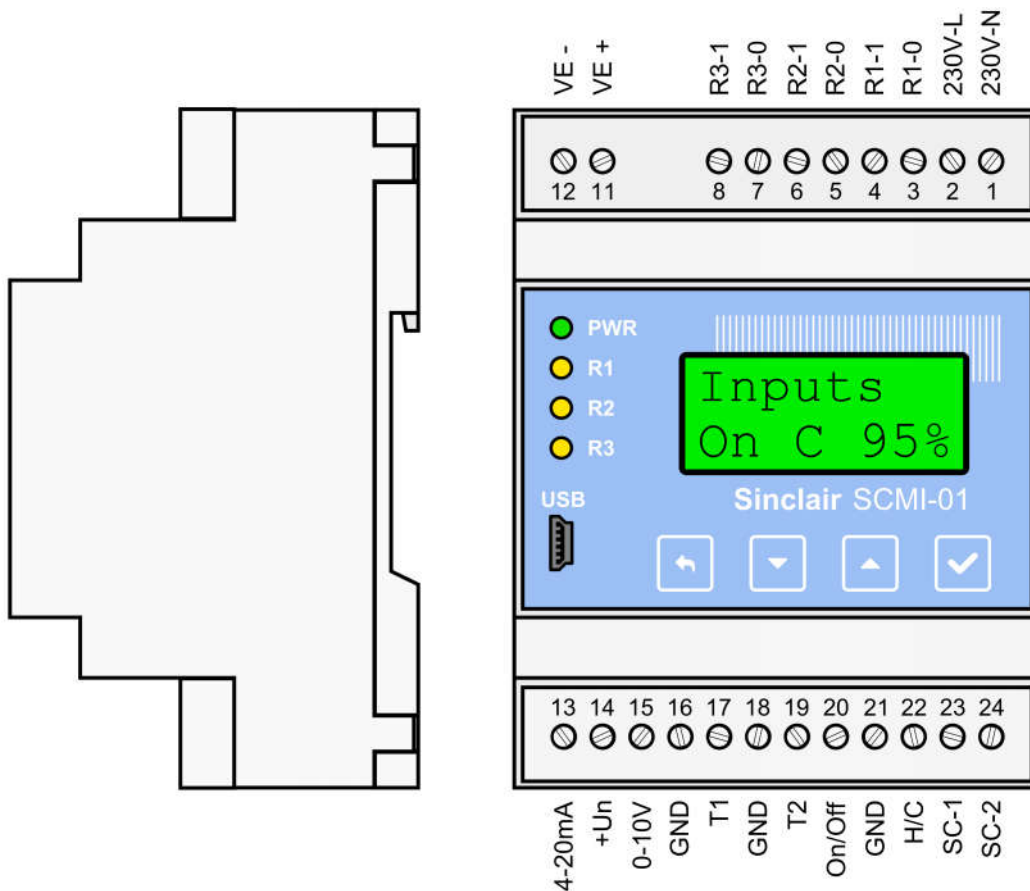 VE - VE + R3-1 R3-0 R2-1 R2-0 R1-1 R1-0 230V-L 230V-N
12 11 8 7 6 5 4 3 2 1
PWR
R1
R2
R3
Inputs
On C 95%
USB
Sinclair SCMI-01
13 14 15 16 17 18 19 20 21 22 23 24
4-20mA +Un 0-10V GND T1 GND T2 On/Off GND H/C SC-1 SC-2